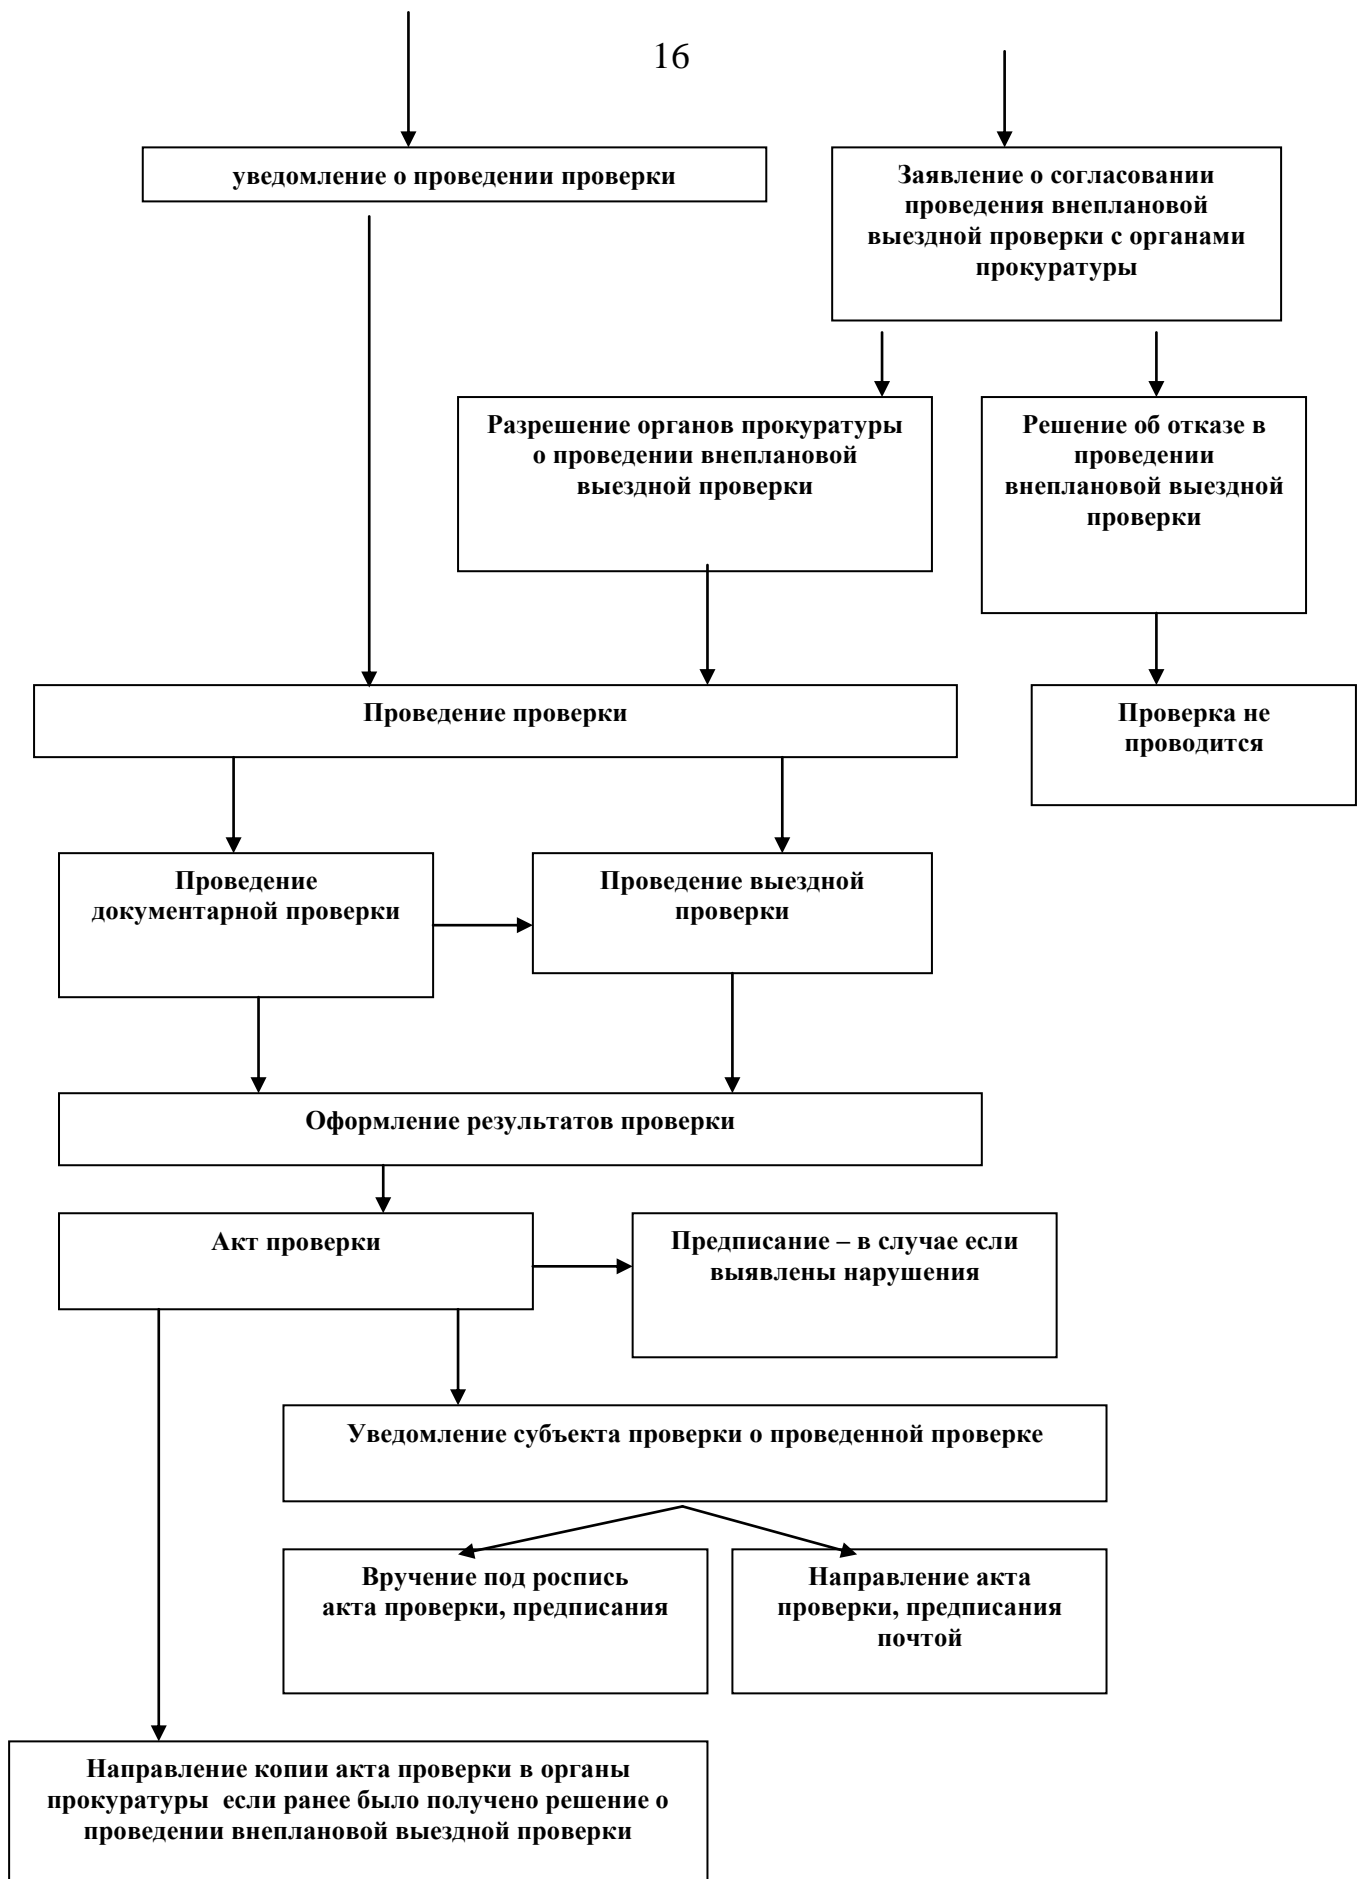 16
уведомление о проведении проверки
Заявление о согласовании
проведения внеплановой
выездной проверки с органами
прокуратуры
Разрешение органов прокуратуры
о проведении внеплановой
выездной проверки
Решение об отказе в
проведении
внеплановой выездной
проверки
Проведение проверки
Проверка не
проводится
Проведение
документарной проверки
Проведение выездной
проверки
Оформление результатов проверки
Акт проверки
Предписание – в случае если
выявлены нарушения
Уведомление субъекта проверки о проведенной проверке
Вручение под роспись
акта проверки, предписания
Направление акта
проверки, предписания
почтой
Направление копии акта проверки в органы
прокуратуры  если ранее было получено решение о
проведении внеплановой выездной проверки